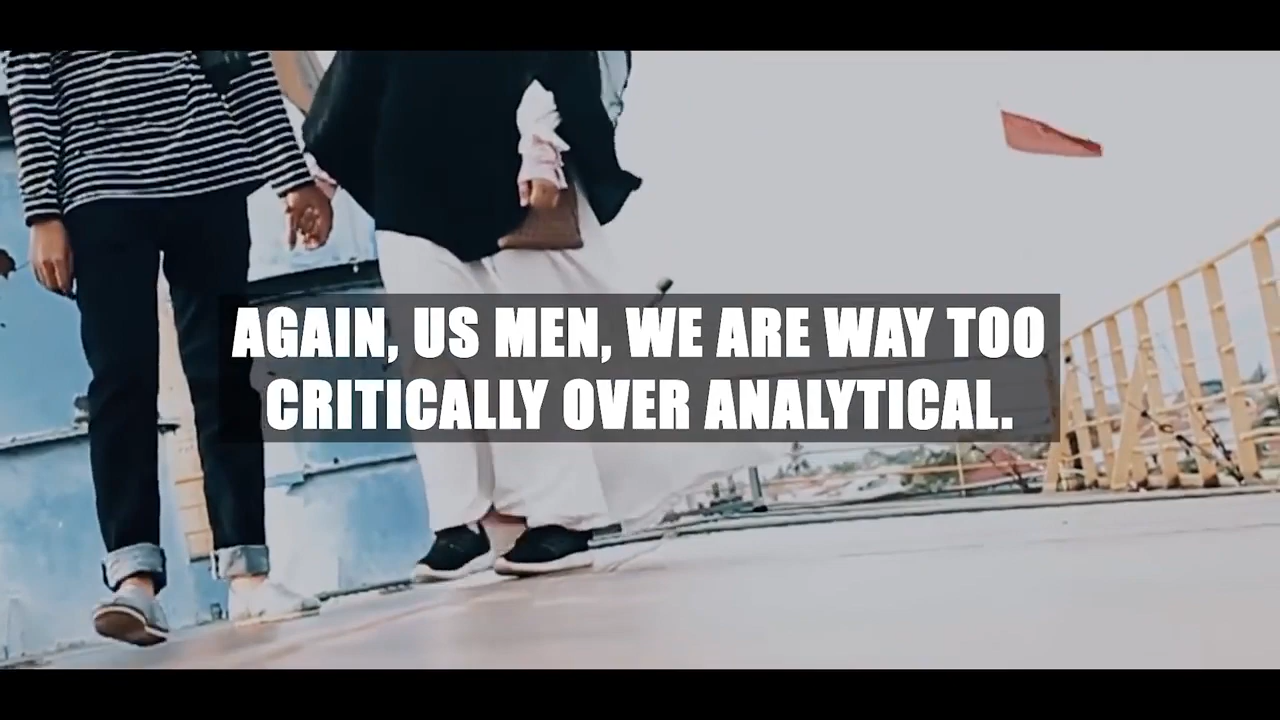 AGAIN, US MEN, WE ARE WAY TOO
CRITICALLY OVER ANALYTICAL.